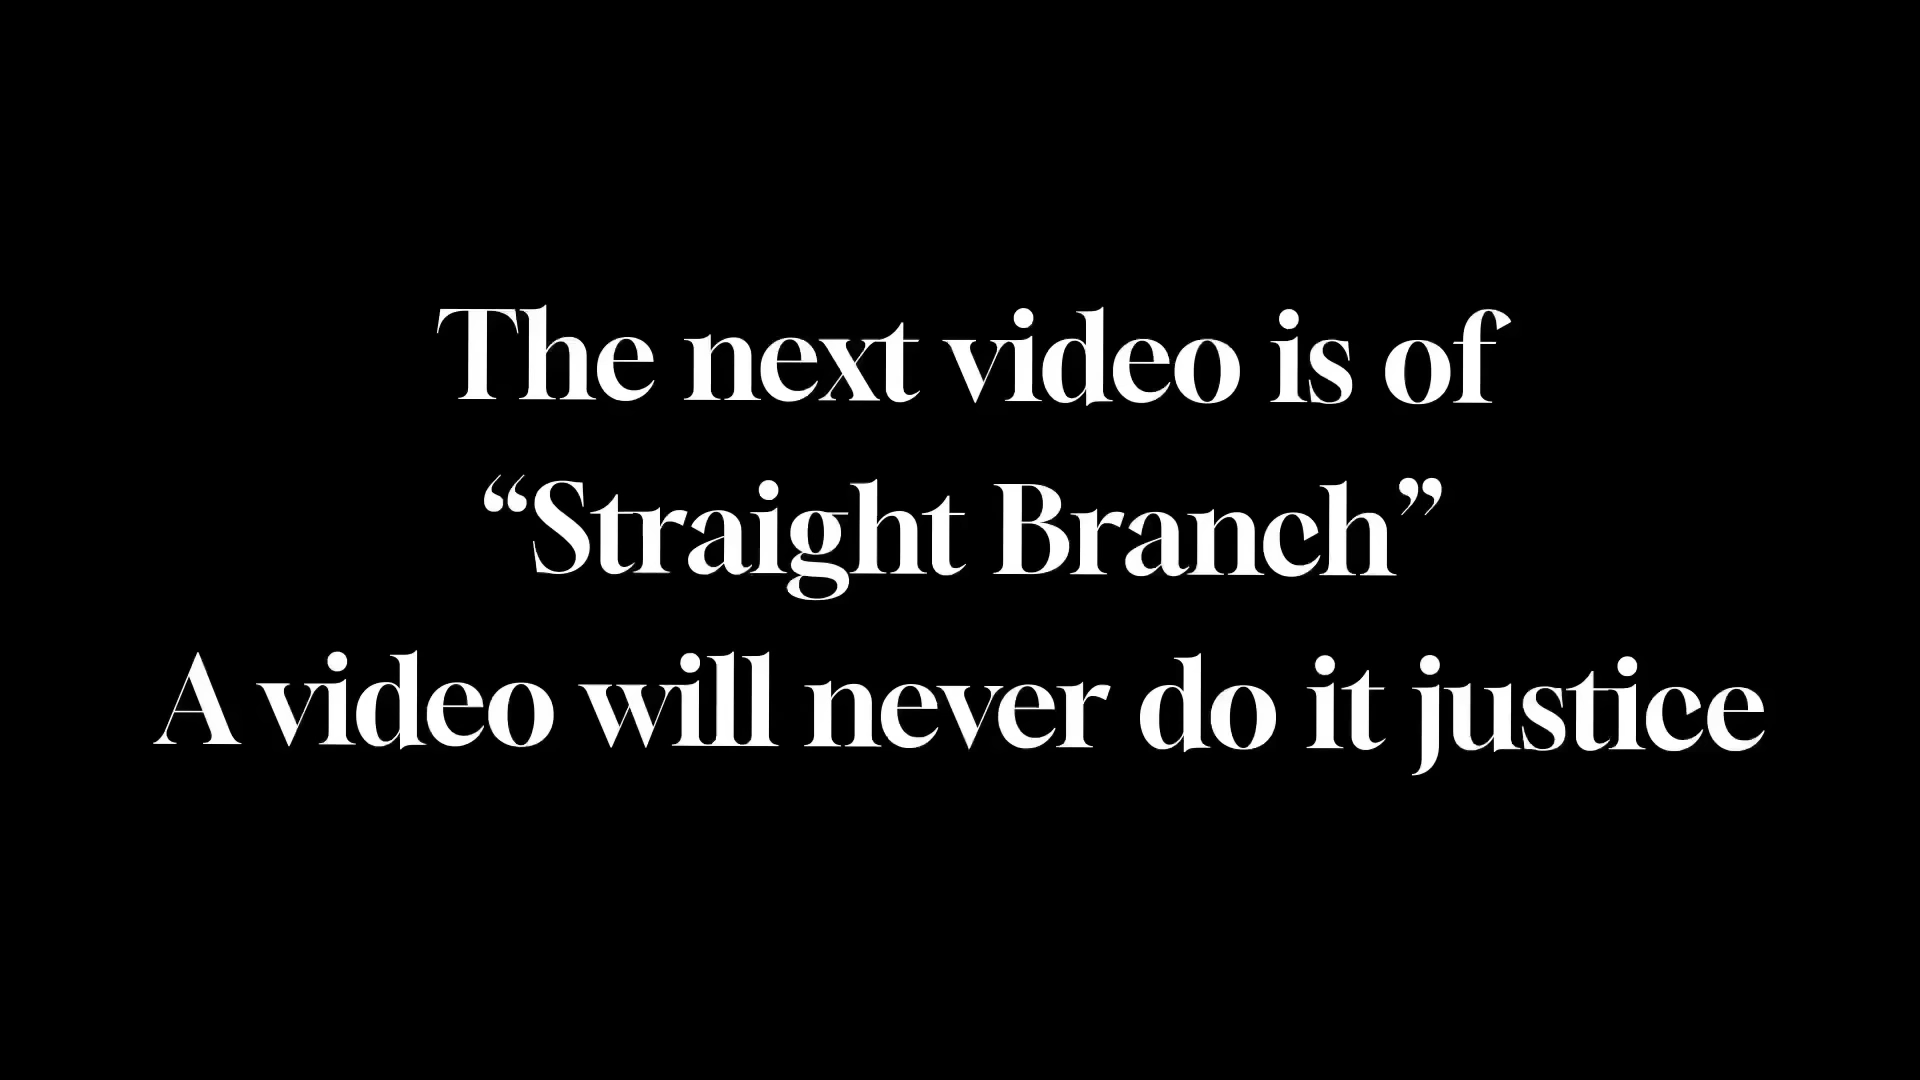 The next video is of
“Straight Branch”
A video will never do it justice